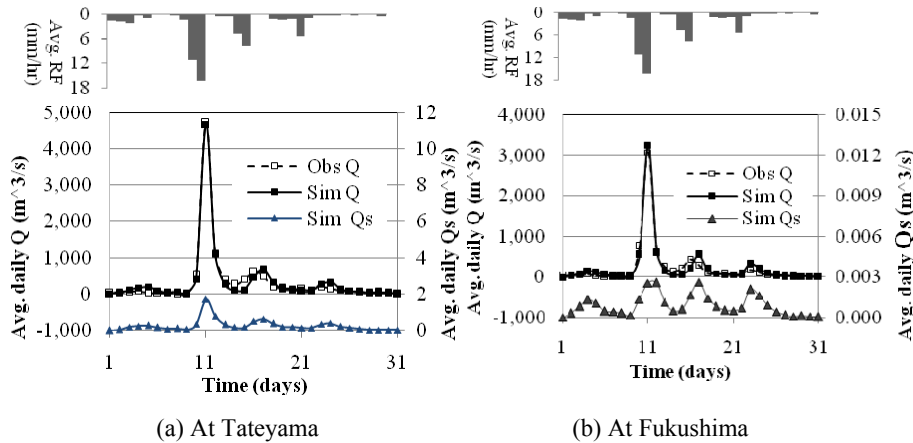 0
6
12
18
Avg. RF
(mm/hr)
5,000
4,000
3,000
2,000
1,000
0
-1,000
Avg. daily Q (m^3/s)
Obs Q
Sim Q
Sim Qs
12
10
8
6
4
2
0
Avg. daily Qs (m^3/s)
1
11
21
31
Time (days)
(a) At Tateyama
0
6
12
18
Avg. RF
(mm/hr)
4,000
3,000
2,000
1,000
0
-1,000
Avg. daily Q (m^3/s)
Obs Q
Sim Q
Sim Qs
0.015
0.012
0.009
0.006
0.003
0.000
Avg. daily Qs (m^3/s)
1
11
21
31
Time (days)
(b) At Fukushima